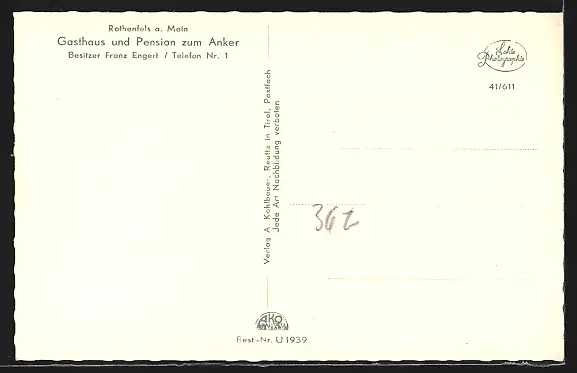 Rothenfels a. Main
Gasthaus und Pension zum Anker
Besitzer Franz Engert / Telefon Nr. 1
Verlag A. Kohlbauer, Reutte in Tirol, Postfach
Jede Art Nachbildung verboten
Echte
Photographie
41/611
362
AKO
Best.-Nr. U 1939